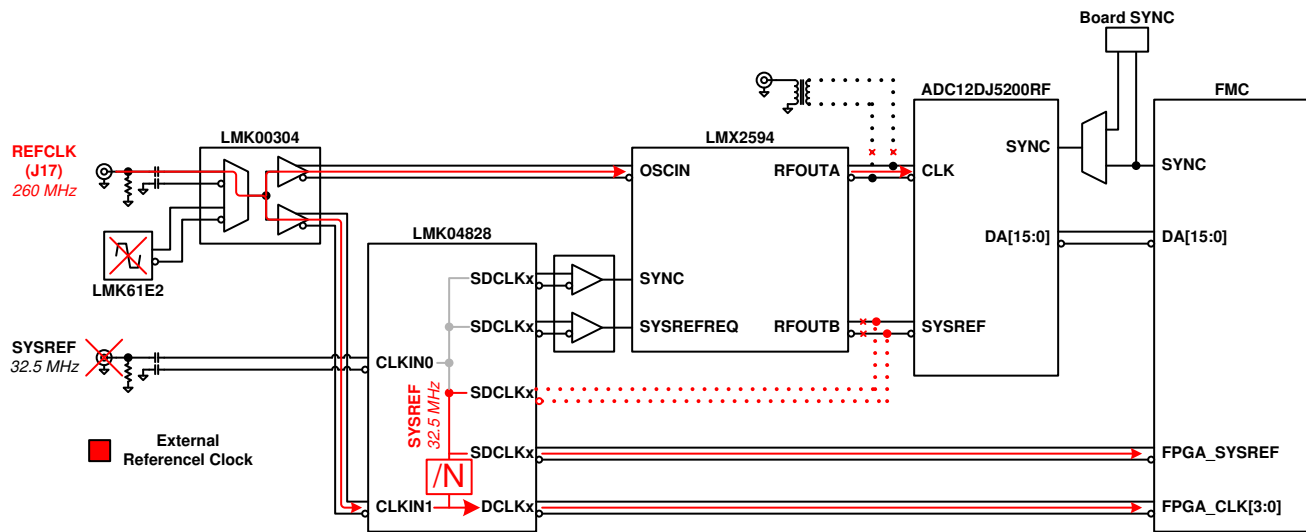 Board SYNC
ADC12DJ5200RF
FMC
LMK00304
LMX2594
REFCLK
(J17)
260 MHz
OSCIN
RFOUTA
CLK
SYNC
SYNC
LMK61E2
LMK04828
SDCLKx
SYNC
DA[15:0]
DA[15:0]
SDCLKx
SYSREFREQ
RFOUTB
SYSREF
SYSREF
32.5 MHz
CLKIN0
SYSREF
32.5 MHz
SDCLKx
External
Referencel Clock
SDCLKx
FPGA_SYSREF
/N
CLKIN1
DCLKx
FPGA_CLK[3:0]